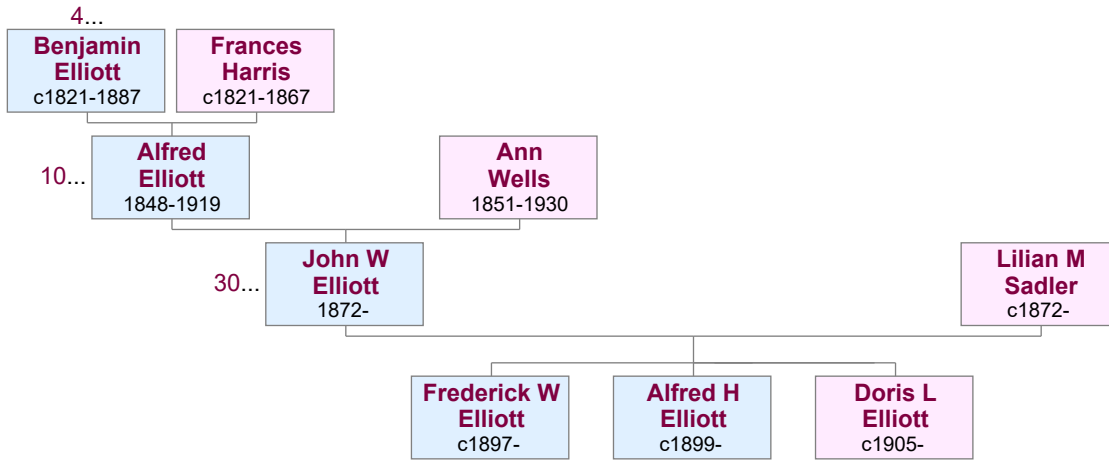 4...
Benjamin
Elliott
c1821-1887
Frances
Harris
c1821-1867
10...
Alfred
Elliott
1848-1919
Ann
Wells
1851-1930
30...
John W
Elliott
1872-
Lilian M
Sadler
c1872-
Frederick W
Elliott
c1897-
Alfred H
Elliott
c1899-
Doris L
Elliott
c1905-